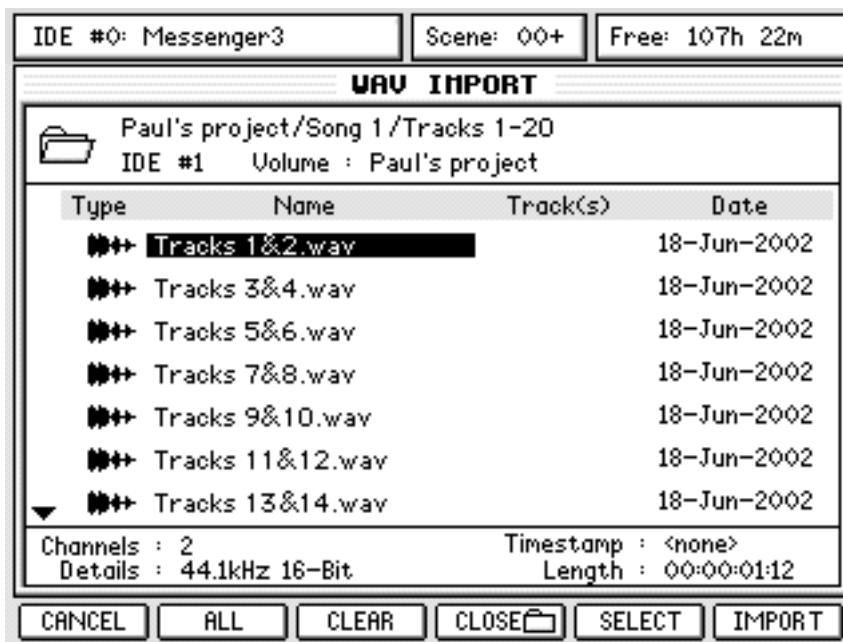 IDE #0: Messenger3 Scene: 00+ Free: 107h 22m
WAV IMPORT
Paul's project/Song 1/Tracks 1-20
IDE #1 Volume : Paul's project
Type Name Track(s) Date
Tracks 1&2.wav 18-Jun-2002
Tracks 3&4.wav 18-Jun-2002
Tracks 5&6.wav 18-Jun-2002
Tracks 7&8.wav 18-Jun-2002
Tracks 9&10.wav 18-Jun-2002
Tracks 11&12.wav 18-Jun-2002
Tracks 13&14.wav 18-Jun-2002
Channels : 2 Timestamp : <none>
Details : 44.1kHz 16-Bit Length : 00:00:01:12
CANCEL ALL CLEAR CLOSE SELECT IMPORT